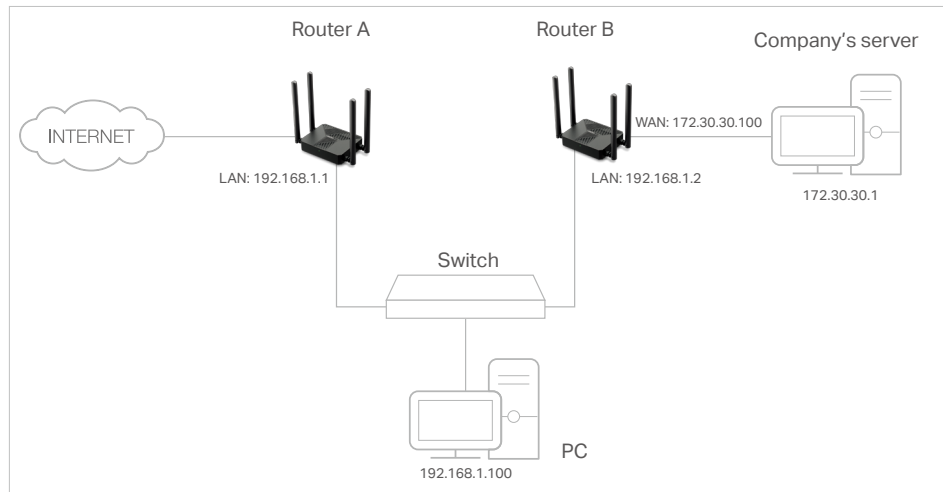 Router A
Router B
Company's server
INTERNET
WAN: 172.30.30.100
LAN: 192.168.1.1
LAN: 192.168.1.2
172.30.30.1
Switch
PC
192.168.1.100